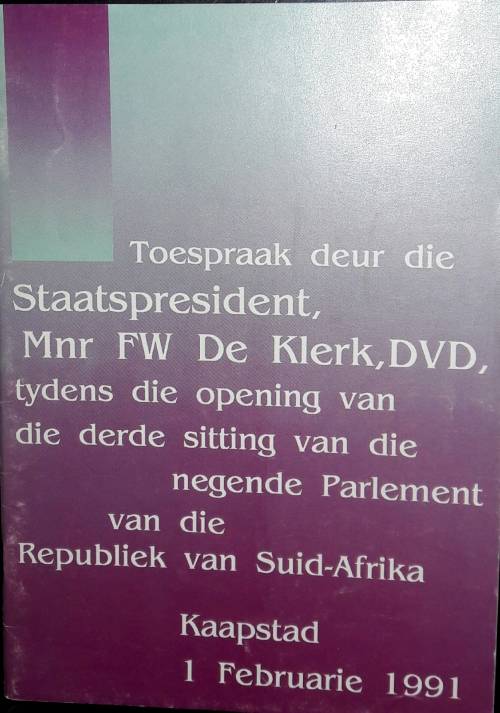 Toespraak deur die
Staatspresident,
Mnr FW De Klerk, DVD,
tydens die opening van
die derde sitting van die
negende Parlement
van die
Republiek van Suid-Afrika
Kaapstad
1 Februarie 1991